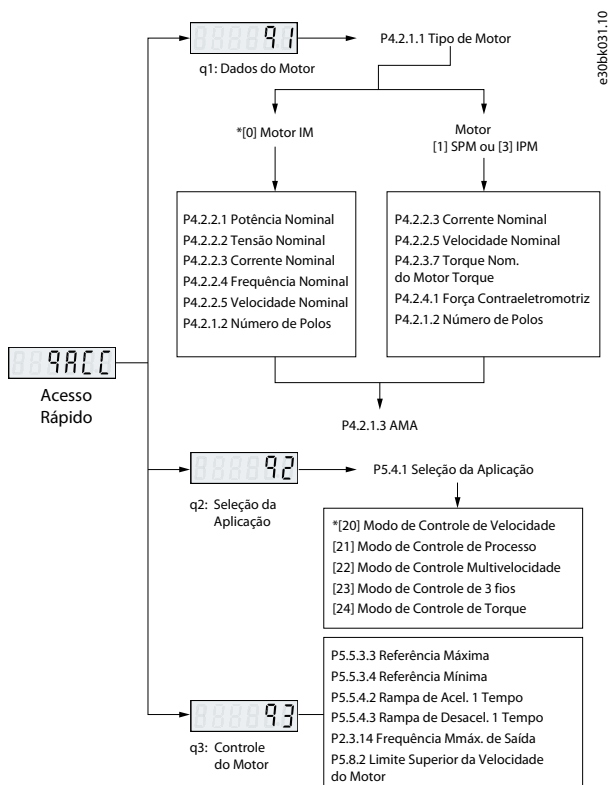 e30bk031.10
q1
P4.2.1.1 Tipo de Motor
q1: Dados do Motor
*[0] Motor IM
Motor
[1] SPM ou [3] IPM
P4.2.2.1 Potência Nominal
P4.2.2.2 Tensão Nominal
P4.2.2.3 Corrente Nominal
P4.2.2.4 Frequência Nominal
P4.2.2.5 Velocidade Nominal
P4.2.1.2 Número de Polos
P4.2.2.3 Corrente Nominal
P4.2.2.5 Velocidade Nominal
P4.2.3.7 Torque Nom.
do Motor Torque
P4.2.4.1 Força Contraeletromotriz
P4.2.1.2 Número de Polos
qACC
Acesso
Rápido
P4.2.1.3 AMA
q2
P5.4.1 Seleção da Aplicação
q2: Seleção da
Aplicação
*[20] Modo de Controle de Velocidade
[21] Modo de Controle de Processo
[22] Modo de Controle Multivelocidade
[23] Modo de Controle de 3 fios
[24] Modo de Controle de Torque
q3
q3: Controle
do Motor
P5.5.3.3 Referência Máxima
P5.5.3.4 Referência Mínima
P5.5.4.2 Rampa de Acel. 1 Tempo
P5.5.4.3 Rampa de Desacel. 1 Tempo
P2.3.14 Frequência Mmáx. de Saída
P5.8.2 Limite Superior da Velocidade
do Motor